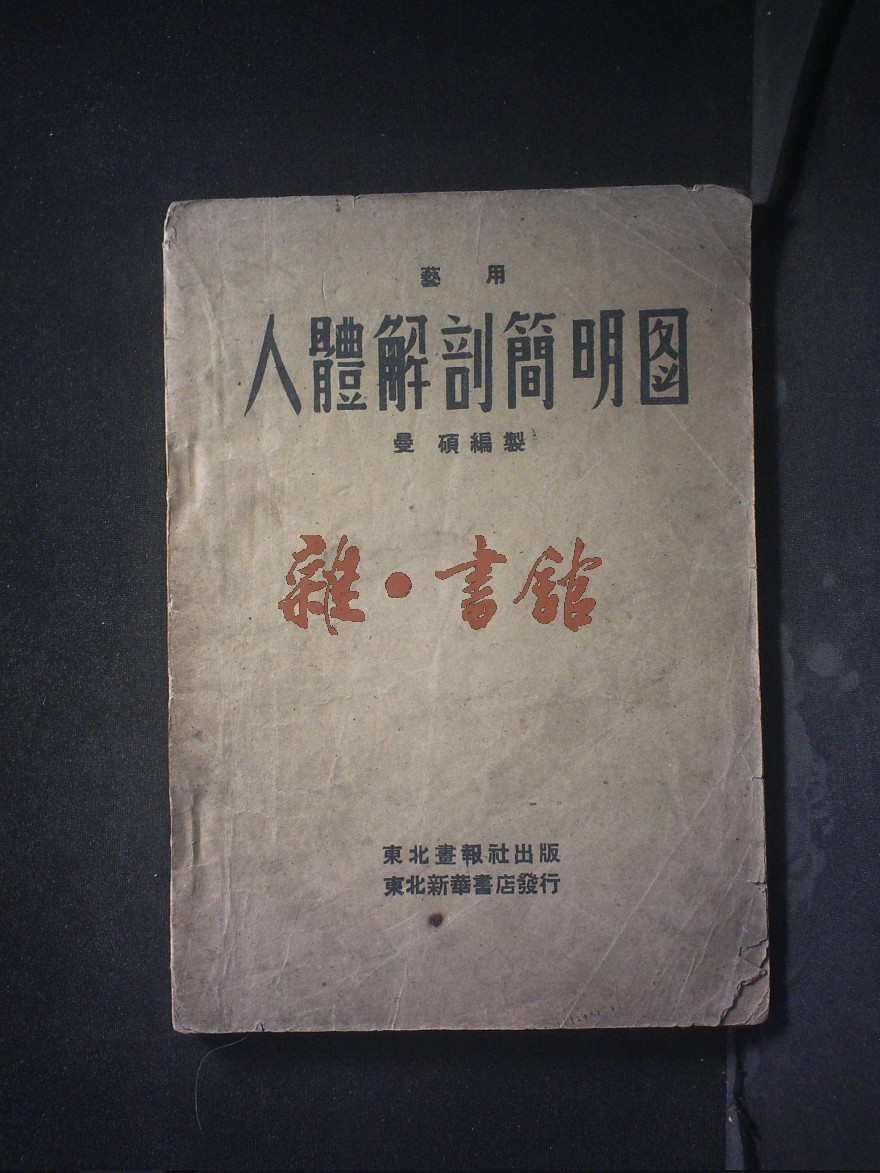 藝用
人體解剖簡明图
曼碩編製
雜·書館
東北畫報社出版
東北新華書店發行